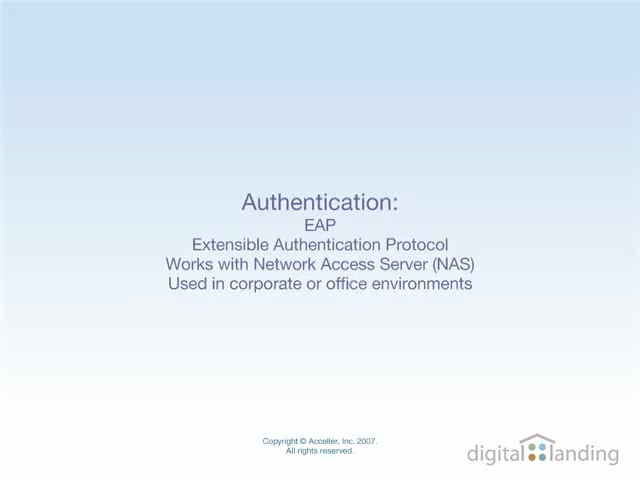 Authentication:
EAP
Extensible Authentication Protocol
Works with Network Access Server (NAS)
Used in corporate or office environments
Copyright © Acceller, Inc. 2007.
All rights reserved.
digital landing